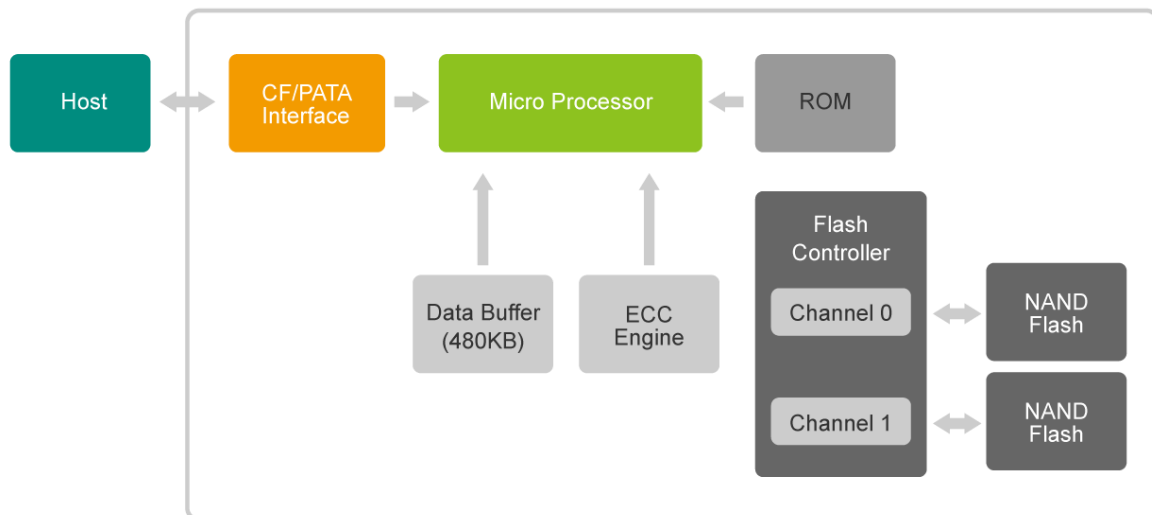 Host
CF/PATA
Interface
Micro Processor
ROM
Flash
Controller
Data Buffer
(480KB)
ECC
Engine
Channel 0
NAND
Flash
Channel 1
NAND
Flash